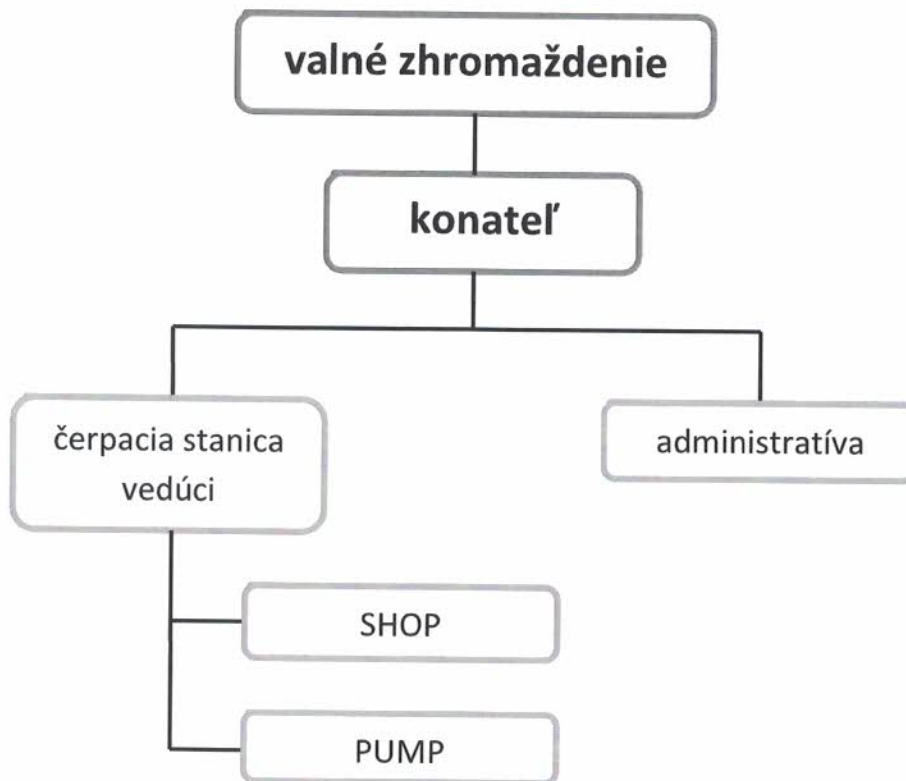 valné zhromaždenie
konateľ
čerpacia stanica
vedúci
administratíva
SHOP
PUMP